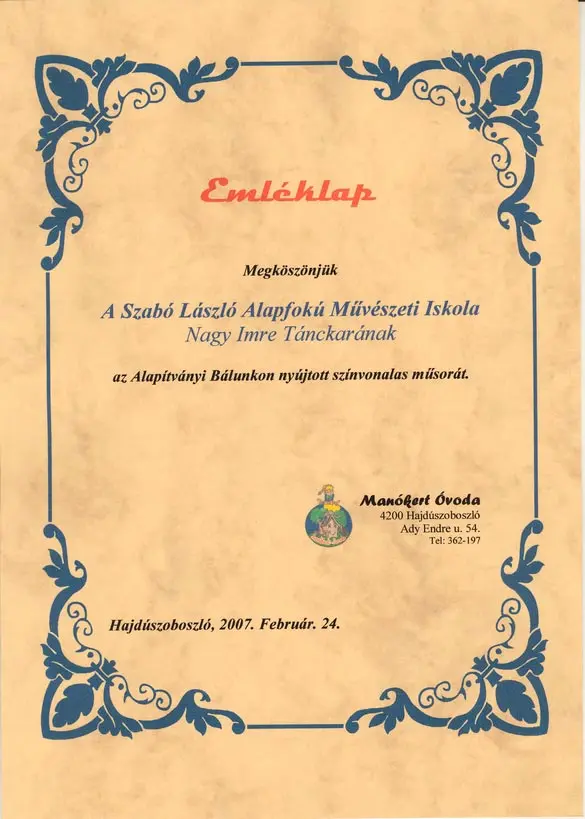 Emléklap
Megköszönjük
A Szabó László Alapfokú Művészeti Iskola
Nagy Imre Tánckarának
az Alapítványi Bálunkon nyújtott színvonalas műsorát.
Manókert Óvoda
4200 Hajdúszoboszló
Ady Endre u. 54.
Tel: 362-197
Hajdúszoboszló, 2007. Február. 24.